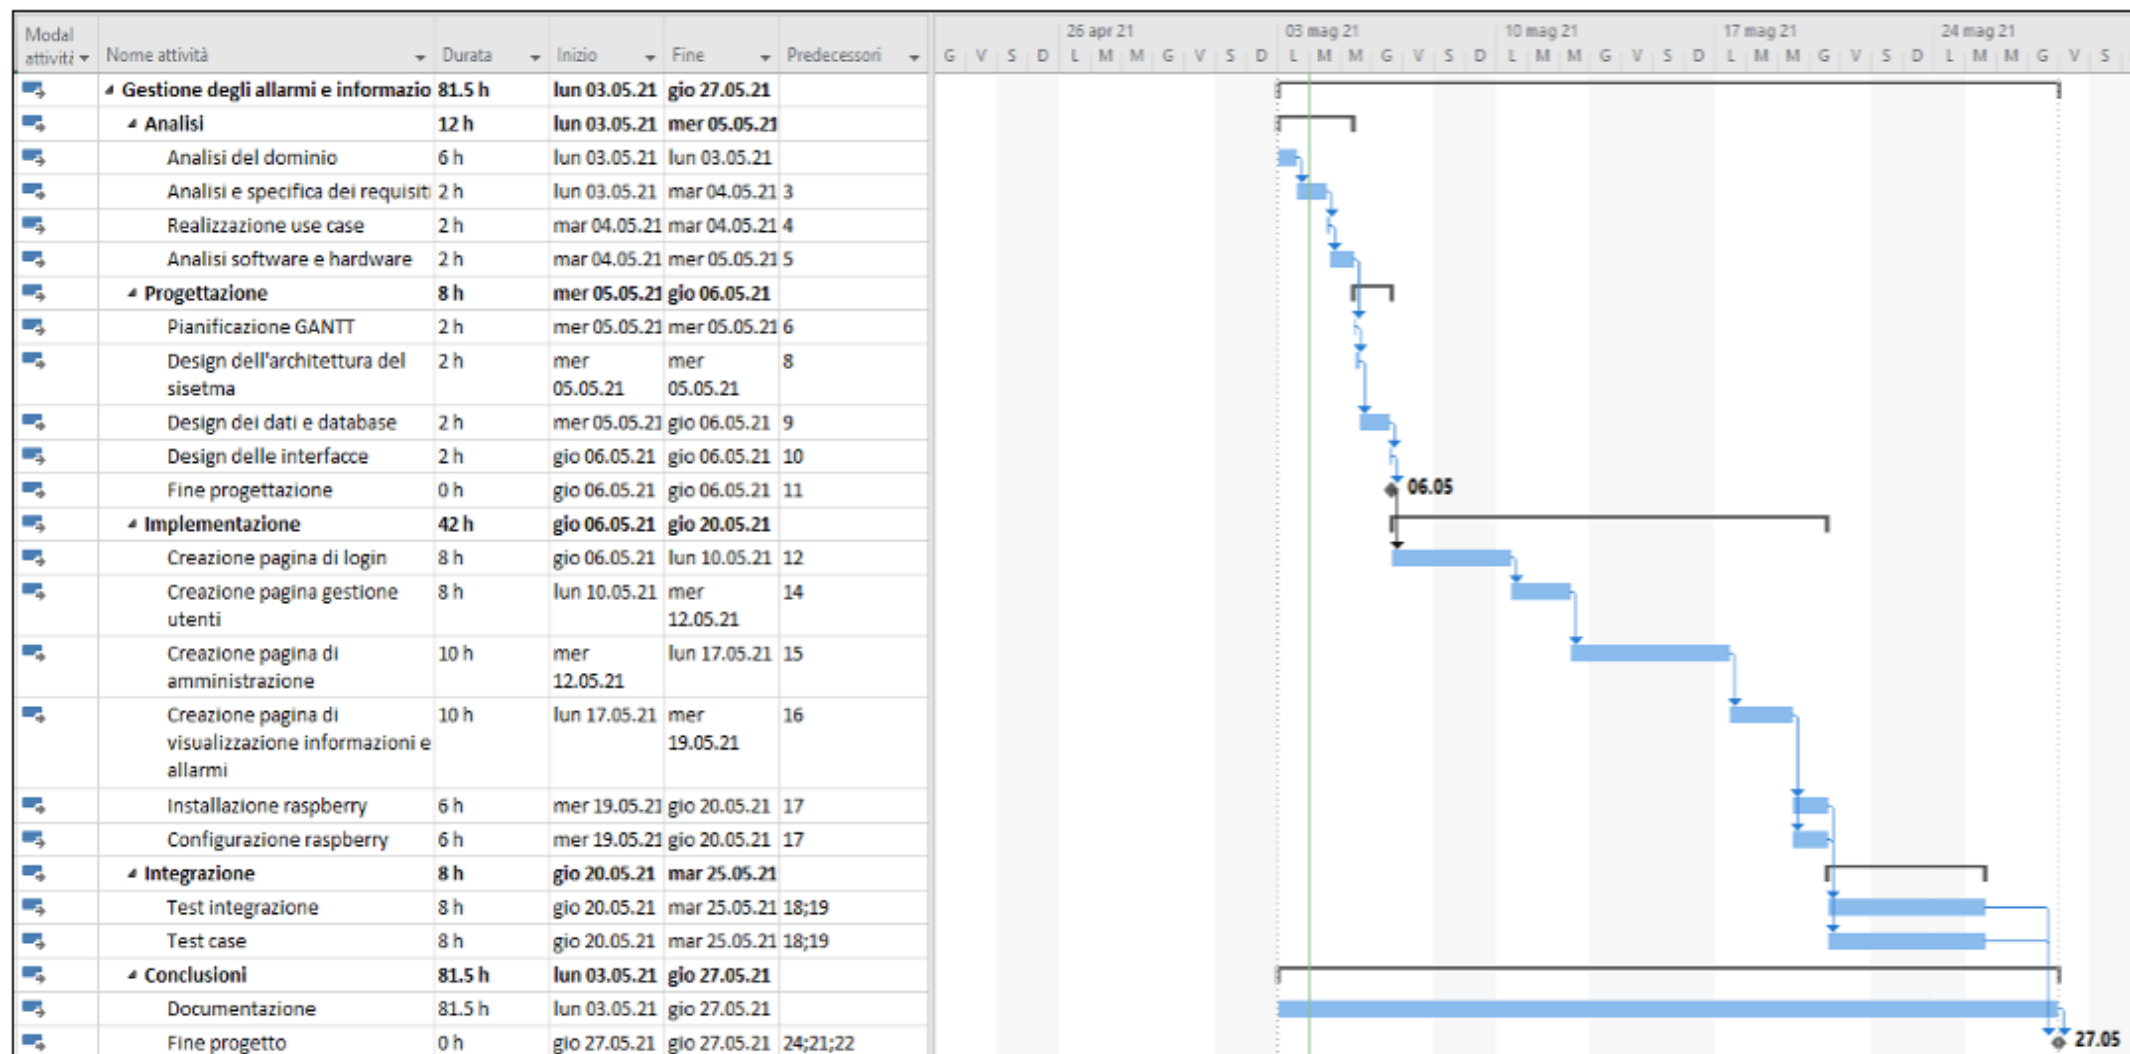 Modal attività Nome attività Durata Inizio Fine Predecessori
26 apr 21 03 mag 21 10 mag 21 17 mag 21 24 mag 21
G V S D L M M G V S D L M M G V S D L M M G V S D L M M G V S D L M M G V S
Gestione degli allarmi e informazio 81.5 h lun 03.05.21 gio 27.05.21
Analisi 12 h lun 03.05.21 mer 05.05.21
Analisi del dominio 6 h lun 03.05.21 lun 03.05.21
Analisi e specifica dei requisiti 2 h lun 03.05.21 mar 04.05.21 3
Realizzazione use case 2 h mar 04.05.21 mar 04.05.21 4
Analisi software e hardware 2 h mar 04.05.21 mer 05.05.21 5
Progettazione 8 h mer 05.05.21 gio 06.05.21
Pianificazione GANTT 2 h mer 05.05.21 mer 05.05.21 6
Design dell'architettura del 2 h mer mer 8
sisetma 05.05.21 05.05.21
Design dei dati e database 2 h mer 05.05.21 gio 06.05.21 9
Design delle interfacce 2 h gio 06.05.21 gio 06.05.21 10
Fine progettazione 0 h gio 06.05.21 gio 06.05.21 11 06.05
Implementazione 42 h gio 06.05.21 gio 20.05.21
Creazione pagina di login 8 h gio 06.05.21 lun 10.05.21 12
Creazione pagina gestione 8 h lun 10.05.21 mer 14
utenti 12.05.21
Creazione pagina di 10 h mer lun 17.05.21 15
amministrazione 12.05.21
Creazione pagina di 10 h lun 17.05.21 mer 16
visualizzazione informazioni e 19.05.21
allarmi
Installazione raspberry 6 h mer 19.05.21 gio 20.05.21 17
Configurazione raspberry 6 h mer 19.05.21 gio 20.05.21 17
Integrazione 8 h gio 20.05.21 mar 25.05.21
Test integrazione 8 h gio 20.05.21 mar 25.05.21 18;19
Test case 8 h gio 20.05.21 mar 25.05.21 18;19
Conclusioni 81.5 h lun 03.05.21 gio 27.05.21
Documentazione 81.5 h lun 03.05.21 gio 27.05.21
Fine progetto 0 h gio 27.05.21 gio 27.05.21 24;21;22 27.05